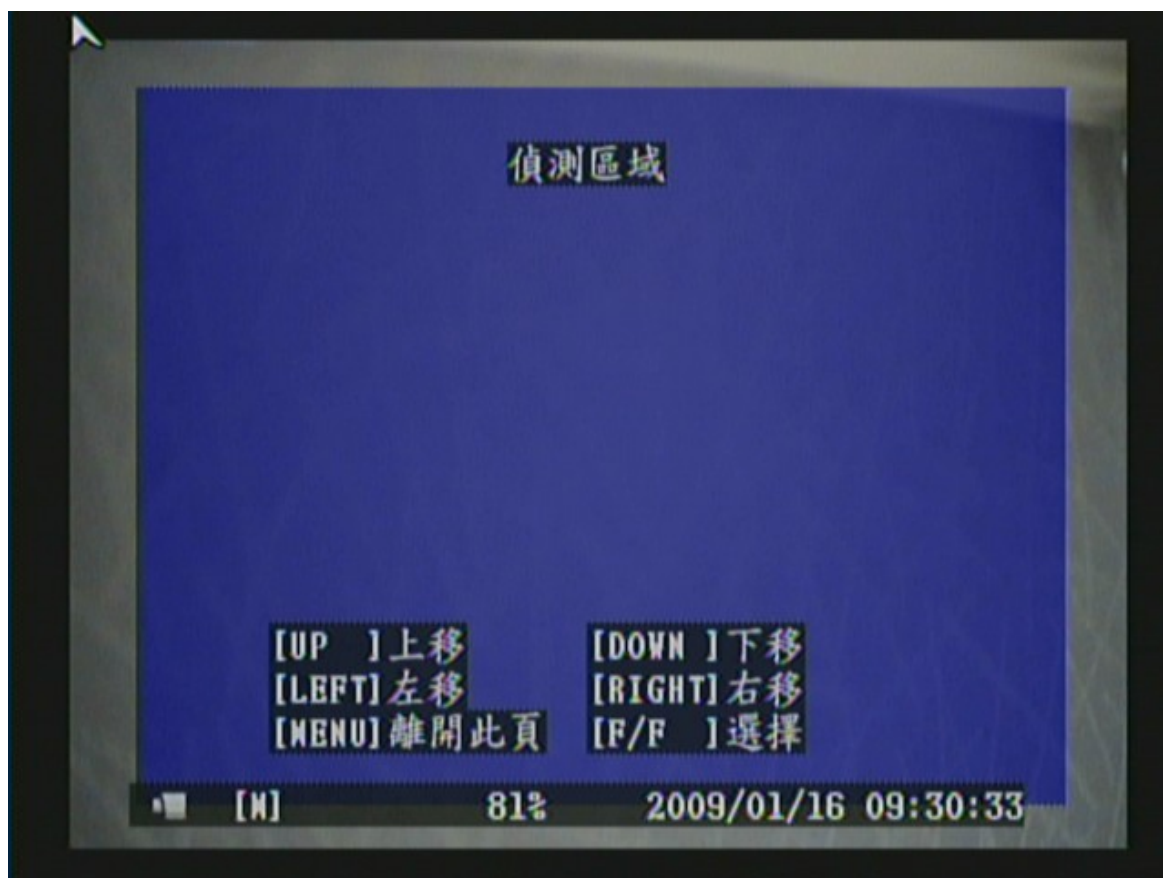 偵測區域
[UP ]上移 [DOWN ]下移
[LEFT]左移 [RIGHT]右移
[MENU]離開此頁 [F/F ]選擇
[M] 81% 2009/01/16 09:30:33